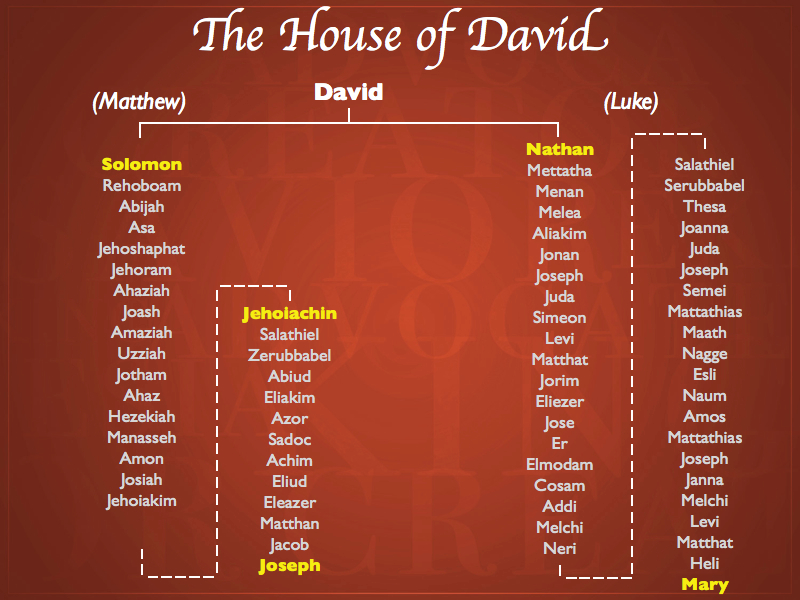 The House of David
(Matthew)
David
(Luke)
Solomon
Rehoboam
Abijah
Asa
Jehoshaphat
Jehoram
Ahaziah
Joash
Amaziah
Uzziah
Jotham
Ahaz
Hezekiah
Manasseh
Amon
Josiah
Jehoiakim
Jehoiachin
Salathiel
Zerubbabel
Abiud
Eliakim
Azor
Sadoc
Achim
Eliud
Eleazer
Matthan
Jacob
Joseph
Nathan
Mettatha
Menan
Melea
Aliakim
Jonan
Joseph
Juda
Simeon
Levi
Matthat
Jorim
Eliezer
Jose
Er
Elmodam
Cosam
Addi
Melchi
Neri
Salathiel
Serubbabel
Thesa
Joanna
Juda
Joseph
Semei
Mattathias
Maath
Nagge
Esli
Naum
Amos
Mattathias
Joseph
Janna
Melchi
Levi
Matthat
Heli
Mary